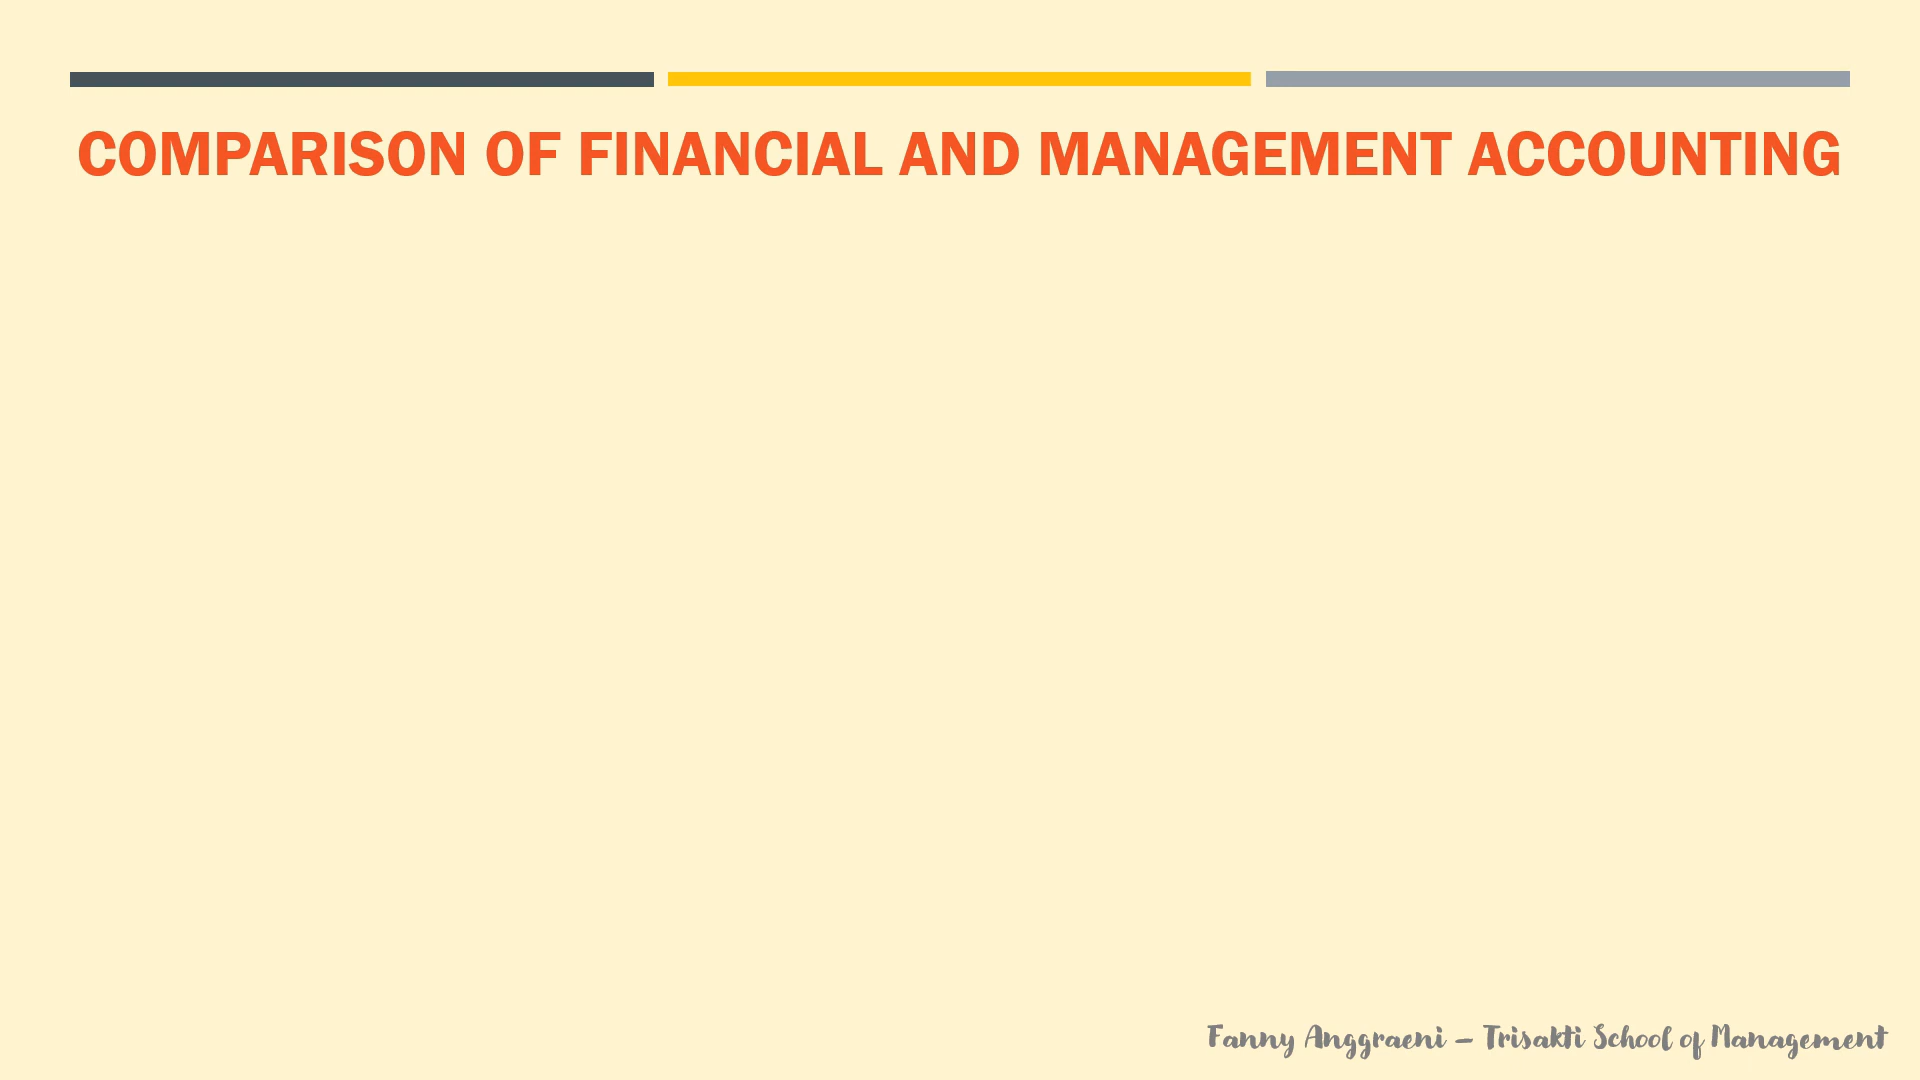 COMPARISON OF FINANCIAL AND MANAGEMENT ACCOUNTING
Fanny Anggraeni – Trisakti School of Management